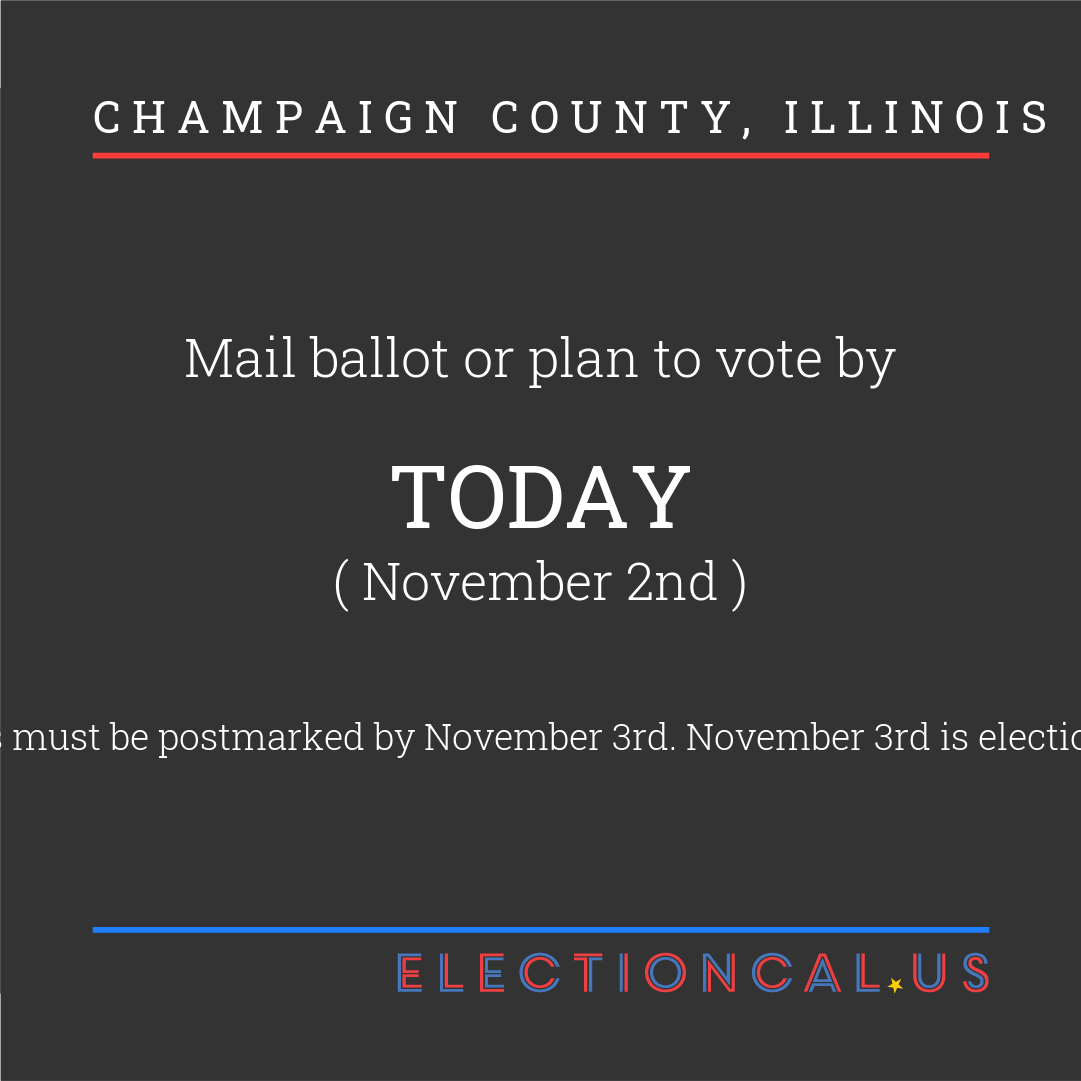 CHAMPAIGN COUNTY, ILLINOIS
Mail ballot or plan to vote by
TODAY
( November 2nd )
must be postmarked by November 3rd. November 3rd is
ELECTIONCAL.US